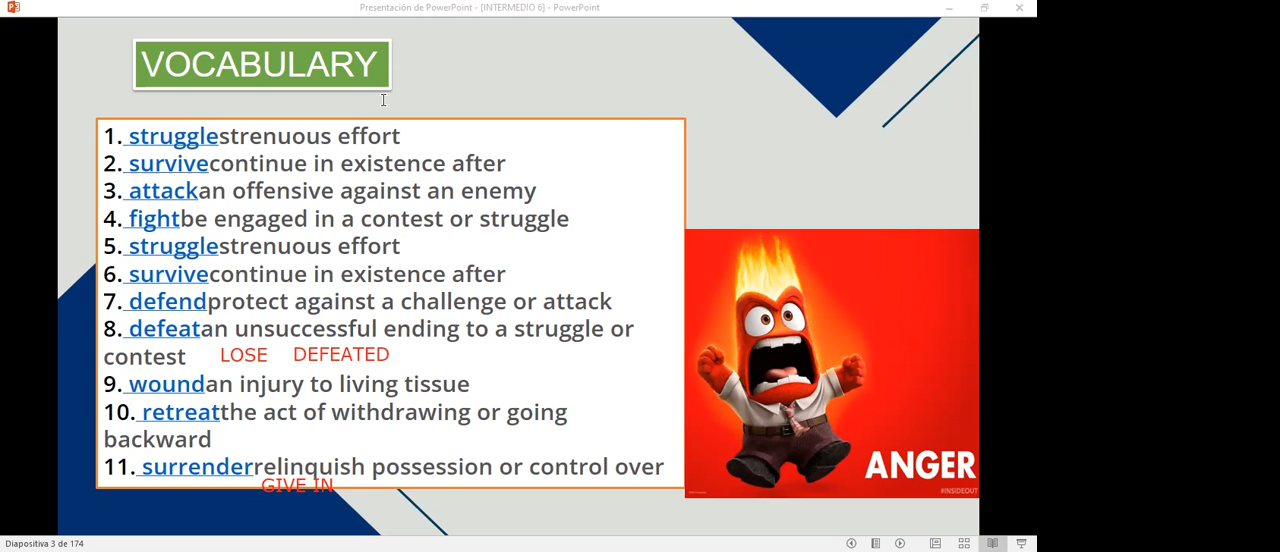 Presentación de PowerPoint - [INTERMEDIO 6] - PowerPoint
VOCABULARY
1. strugglestrenuous effort
2. survivecontinue in existence after
3. attackan offensive against an enemy
4. fightbe engaged in a contest or struggle
5. strugglestrenuous effort
6. survivecontinue in existence after
7. defendprotect against a challenge or attack
8. defeatan unsuccessful ending to a struggle or
contest LOSE DEFEATED
9. woundan injury to living tissue
10. retreatthe act of withdrawing or going
backward
11. surrenderrelinquish possession or control over
GIVE IN
ANGER
#INSIDEOUT
Diapositiva 3 de 174